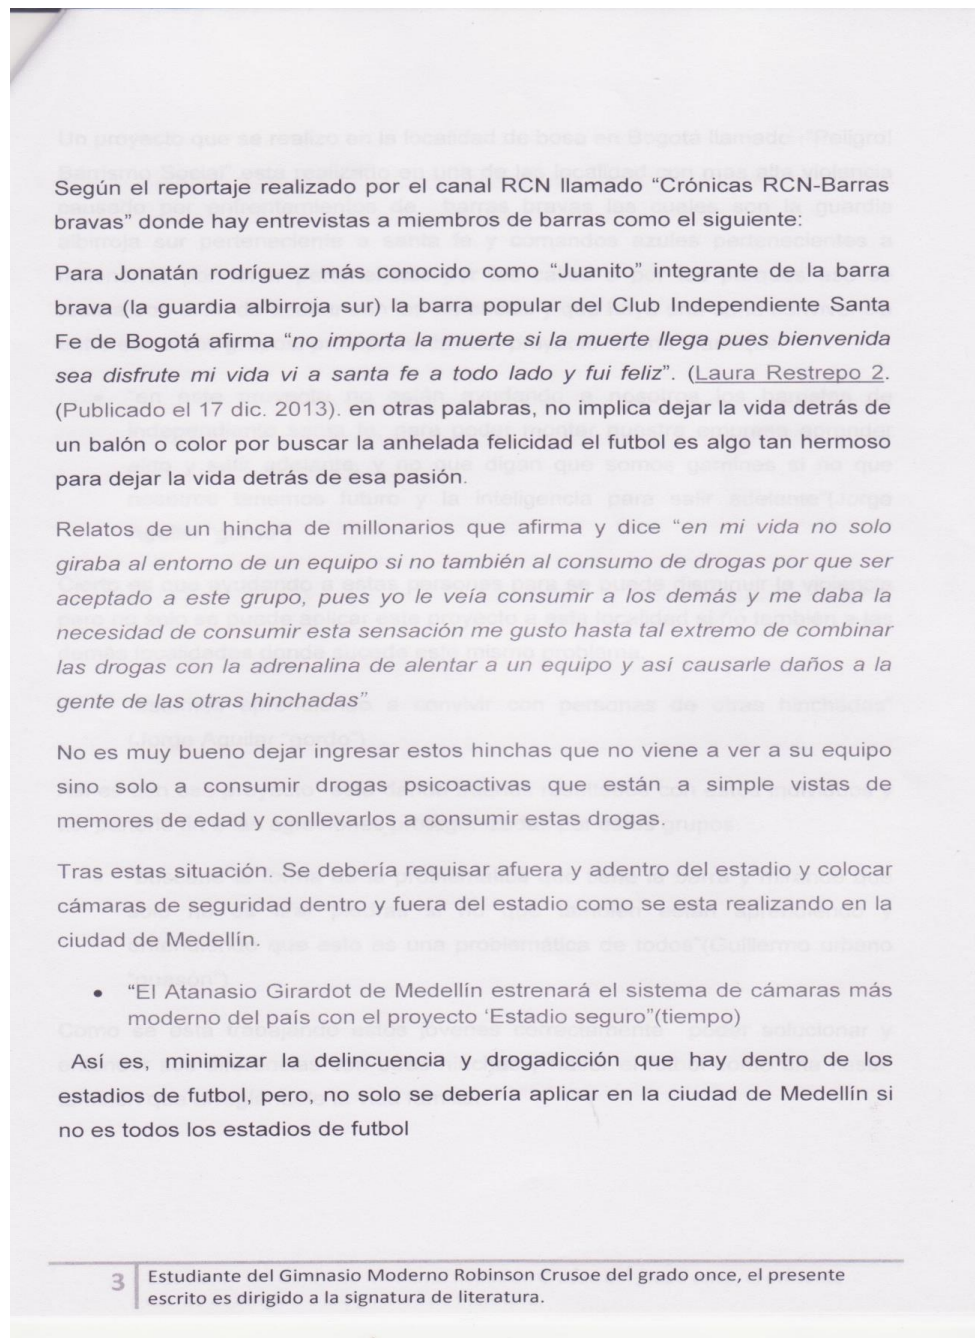 Según el reportaje realizado por el canal RCN llamado “Crónicas RCN-Barras
bravas” donde hay entrevistas a miembros de barras como el siguiente:
Para Jonatán rodríguez más conocido como “Juanito” integrante de la barra
brava (la guardia albirroja sur) la barra popular del Club Independiente Santa
Fe de Bogotá afirma “no importa la muerte si la muerte llega pues bienvenida
sea disfrute mi vida vi a santa fe a todo lado y fui feliz”. (Laura Restrepo 2.
(Publicado el 17 dic. 2013). en otras palabras, no implica dejar la vida detrás de
un balón o color por buscar la anhelada felicidad el futbol es algo tan hermoso
para dejar la vida detrás de esa pasión.
Relatos de un hincha de millonarios que afirma y dice “en mi vida no solo
giraba al entorno de un equipo si no también al consumo de drogas por que ser
aceptado a este grupo, pues yo le veía consumir a los demás y me daba la
necesidad de consumir esta sensación me gusto hasta tal extremo de combinar
las drogas con la adrenalina de alentar a un equipo y así causarle daños a la
gente de las otras hinchadas”.
No es muy bueno dejar ingresar estos hinchas que no viene a ver a su equipo
sino solo a consumir drogas psicoactivas que están a simple vistas de
memores de edad y conllevarlos a consumir estas drogas.
Tras estas situación. Se debería requisar afuera y adentro del estadio y colocar
cámaras de seguridad dentro y fuera del estadio como se esta realizando en la
ciudad de Medellín.
• “El Atanasio Girardot de Medellín estrenará el sistema de cámaras más
moderno del país con el proyecto ‘Estadio seguro”(tiempo)
Así es, minimizar la delincuencia y drogadicción que hay dentro de los
estadios de futbol, pero, no solo se debería aplicar en la ciudad de Medellín si
no es todos los estadios de futbol
3 Estudiante del Gimnasio Moderno Robinson Crusoe del grado once, el presente
escrito es dirigido a la signatura de literatura.